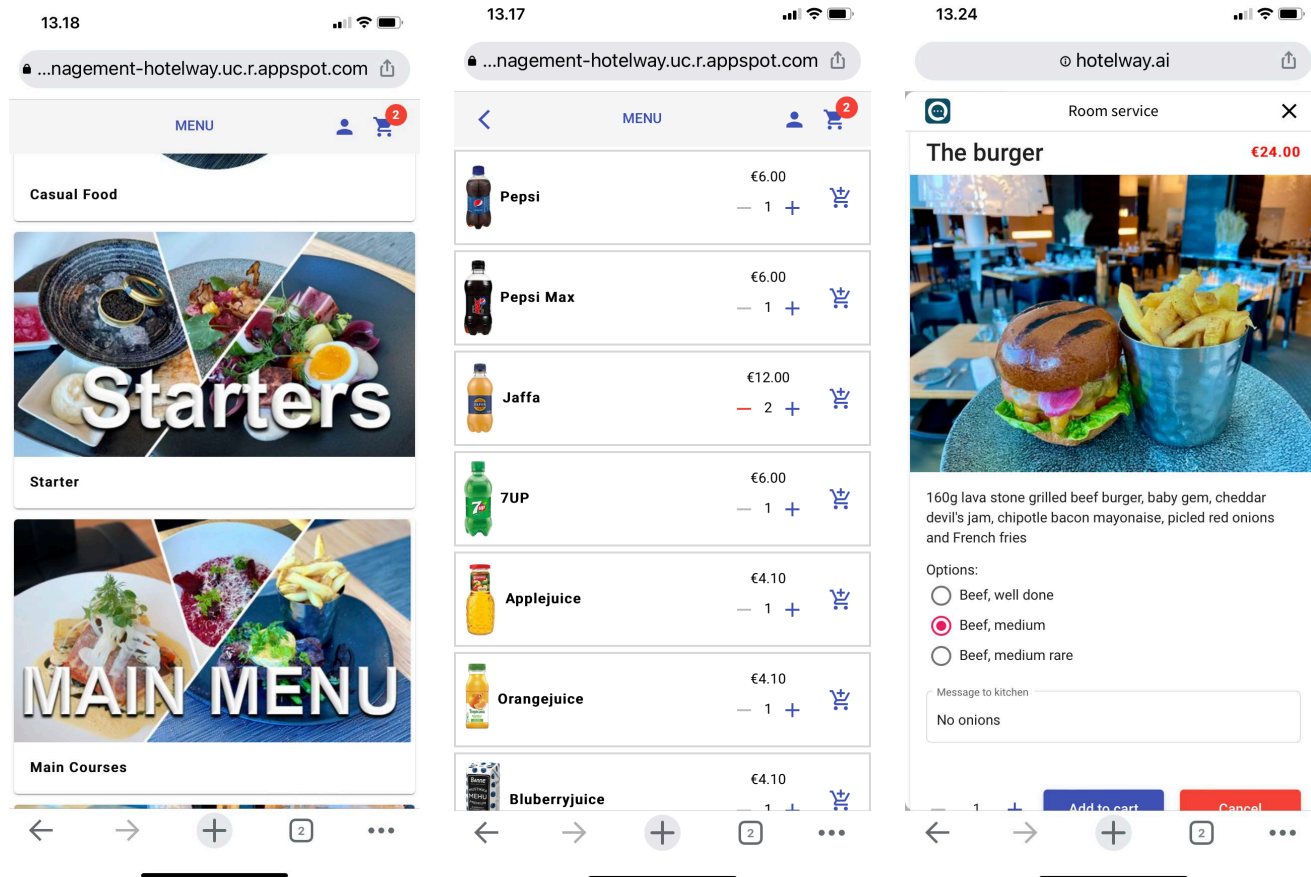 13.18
...nagement-hotelway.uc.r.appspot.com
MENU
2
Casual Food
Starters
Starter
MAIN MENU
Main Courses
2
13.17
...nagement-hotelway.uc.r.appspot.com
MENU
2
Pepsi
€6.00
1
Pepsi Max
€6.00
1
Jaffa
€12.00
2
7UP
€6.00
1
Applejuice
€4.10
1
Orangejuice
€4.10
1
Bluberryjuice
€4.10
1
2
13.24
hotelway.ai
Room service
The burger
€24.00
160g lava stone grilled beef burger, baby gem, cheddar
devil's jam, chipotle bacon mayonaise, picled red onions
and French fries
Options:
Beef, well done
Beef, medium
Beef, medium rare
Message to kitchen
No onions
1
Add to cart
Cancel
2